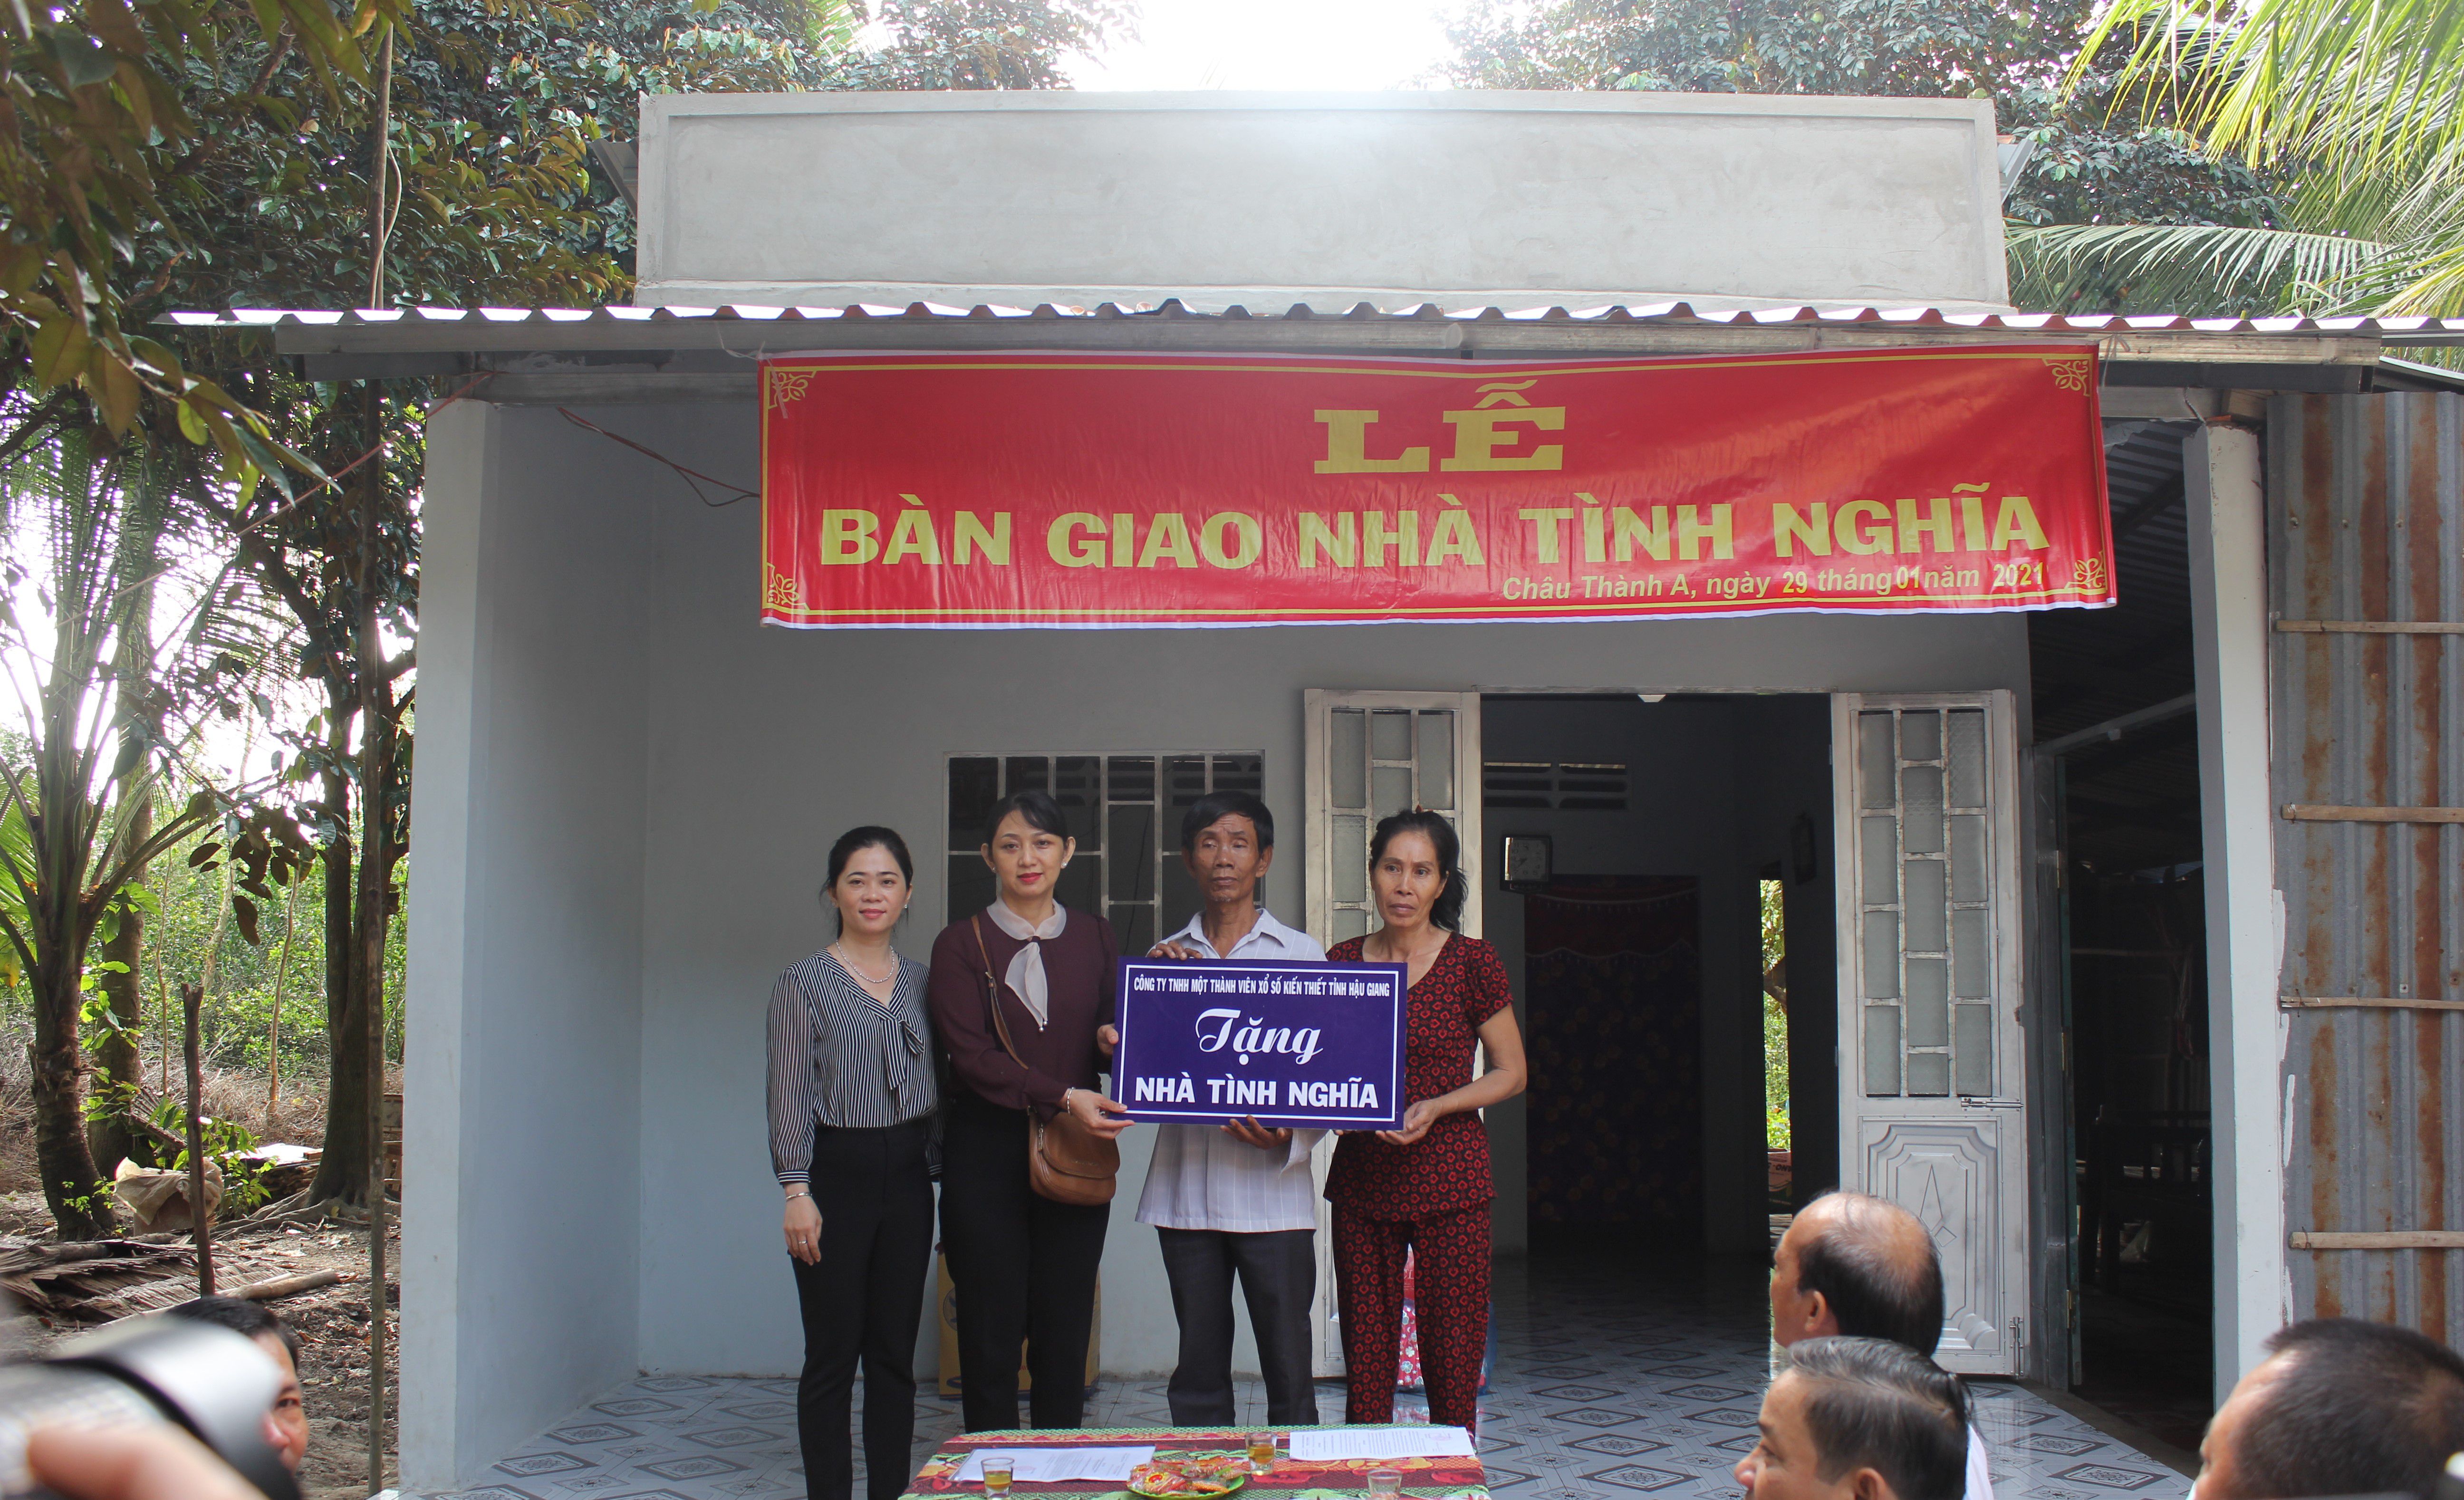 LỄ
BÀN GIAO NHÀ TÌNH NGHĨA
Châu Thành A, ngày 29 tháng 01 năm 2021
CÔNG TY TNHH MỘT THÀNH VIÊN XỔ SỐ KIẾN THIẾT TỈNH HẬU GIANG
Tặng
NHÀ TÌNH NGHĨA